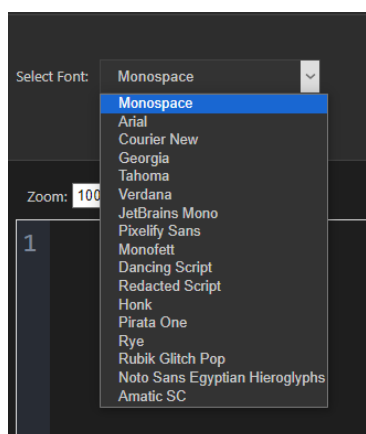 Select Font: Monospace
Monospace
Arial
Courier New
Georgia
Tahoma
Verdana
JetBrains Mono
Pixelify Sans
Monofett
Dancing Script
Redacted Script
Honk
Pirata One
Rye
Rubik Glitch Pop
Noto Sans Egyptian Hieroglyphs
Amatic SC
Zoom: 100
1